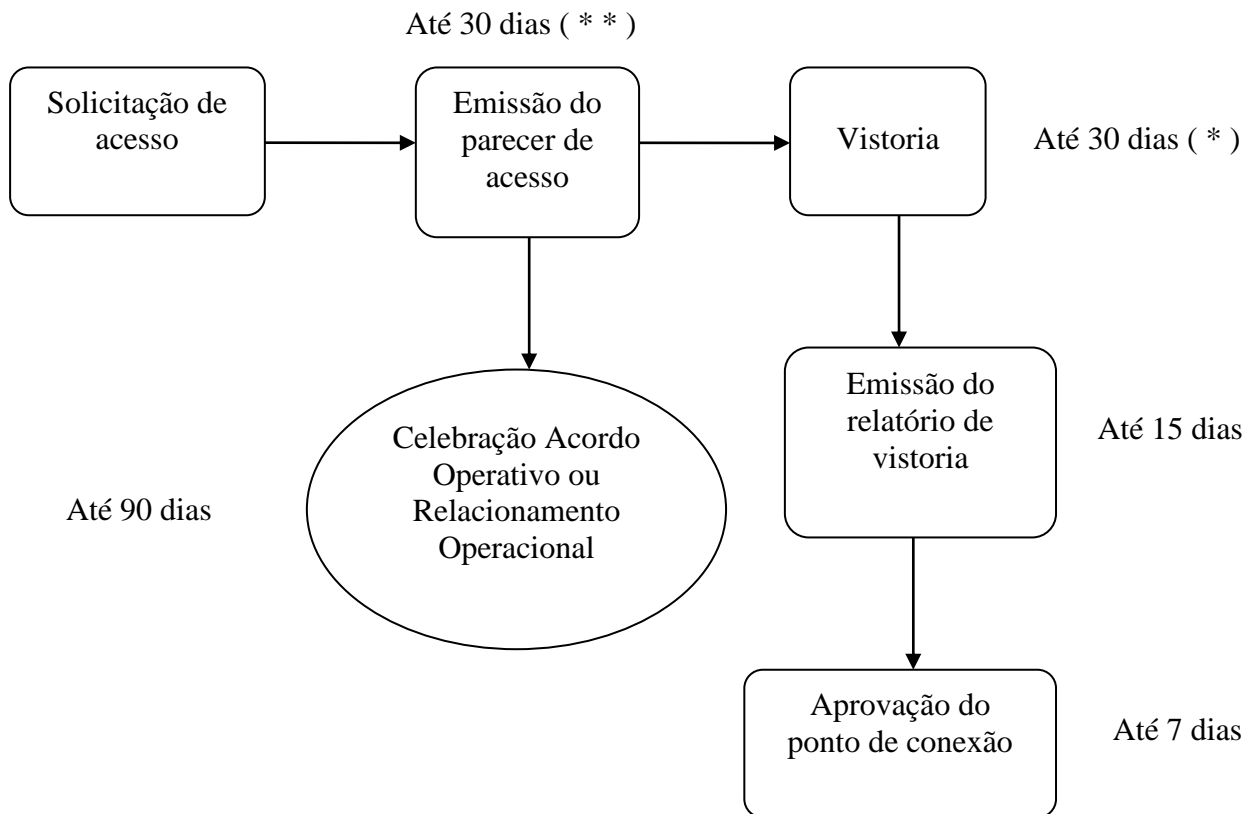 Até 30 dias ( * * )
Solicitação de
acesso
Emissão do
parecer de
acesso
Vistoria
Até 30 dias ( * )
Emissão do
relatório de
vistoria
Até 15 dias
Celebração Acordo
Operativo ou
Relacionamento
Operacional
Até 90 dias
Aprovação do
ponto de conexão
Até 7 dias